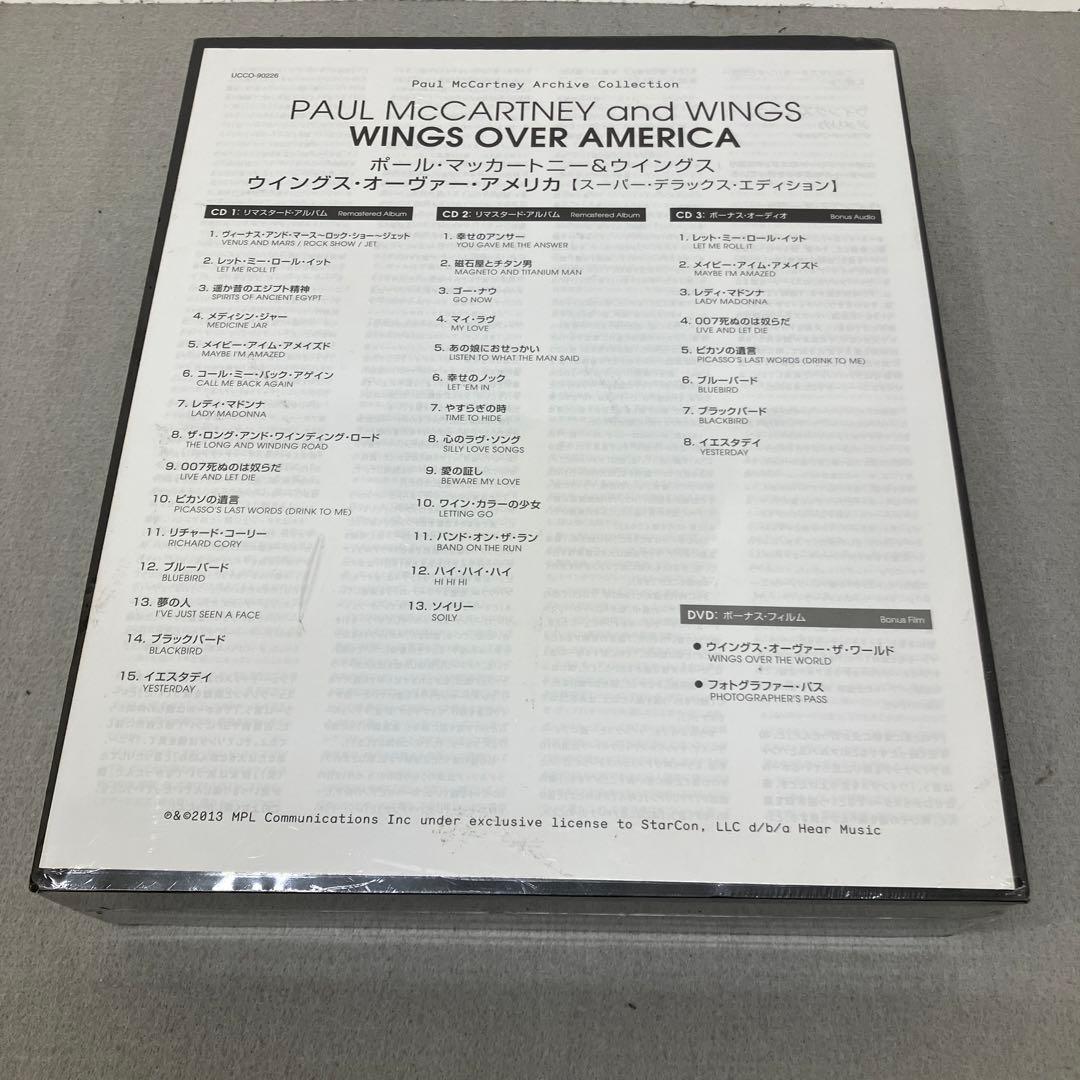 UCCO-90226
Paul McCartney Archive Collection
PAUL McCARTNEY and WINGS
WINGS OVER AMERICA
ポール・マッカートニー&ウイングス
ウイングス・オーヴァー・アメリカ【スーパー・デラックス・エディション】
CD 1: リマスタード・アルバム Remastered Album
1. ヴィーナス・アンド・マース〜ロック・ショー〜ジェット
VENUS AND MARS / ROCK SHOW / JET
2. レット・ミー・ロール・イット
LET ME ROLL IT
3. 遥か昔のエジプト精神
SPIRITS OF ANCIENT EGYPT
4. メディシン・ジャー
MEDICINE JAR
5. メイビー・アイム・アメイズド
MAYBE I'M AMAZED
6. コール・ミー・バック・アゲイン
CALL ME BACK AGAIN
7. レディ・マドンナ
LADY MADONNA
8. ザ・ロング・アンド・ワインディング・ロード
THE LONG AND WINDING ROAD
9. 007死ぬのは奴らだ
LIVE AND LET DIE
10. ピカソの遺言
PICASSO'S LAST WORDS (DRINK TO ME)
11. リチャード・コーリー
RICHARD CORY
12. ブルーバード
BLUEBIRD
13. 夢の人
I'VE JUST SEEN A FACE
14. ブラックバード
BLACKBIRD
15. イエスタデイ
YESTERDAY
CD 2: リマスタード・アルバム Remastered Album
1. 幸せのアンサー
YOU GAVE ME THE ANSWER
2. 磁石屋とチタン男
MAGNETO AND TITANIUM MAN
3. ゴー・ナウ
GO NOW
4. マイ・ラヴ
MY LOVE
5. あの娘におせっかい
LISTEN TO WHAT THE MAN SAID
6. 幸せのノック
LET 'EM IN
7. やすらぎの時
TIME TO HIDE
8. 心のラヴ・ソング
SILLY LOVE SONGS
9. 愛の証し
BEWARE MY LOVE
10. ワイン・カラーの少女
LETTING GO
11. バンド・オン・ザ・ラン
BAND ON THE RUN
12. ハイ・ハイ・ハイ
HI HI HI
13. ソイリー
SOILY
CD 3: ボーナス・オーディオ Bonus Audio
1. レット・ミー・ロール・イット
LET ME ROLL IT
2. メイビー・アイム・アメイズド
MAYBE I'M AMAZED
3. レディ・マドンナ
LADY MADONNA
4. 007死ぬのは奴らだ
LIVE AND LET DIE
5. ピカソの遺言
PICASSO'S LAST WORDS (DRINK TO ME)
6. ブルーバード
BLUEBIRD
7. ブラックバード
BLACKBIRD
8. イエスタデイ
YESTERDAY
DVD: ボーナス・フィルム Bonus Film
● ウイングス・オーヴァー・ザ・ワールド
WINGS OVER THE WORLD
● フォトグラファー・パス
PHOTOGRAPHER'S PASS
℗&©2013 MPL Communications Inc under exclusive license to StarCon, LLC d/b/a Hear Music